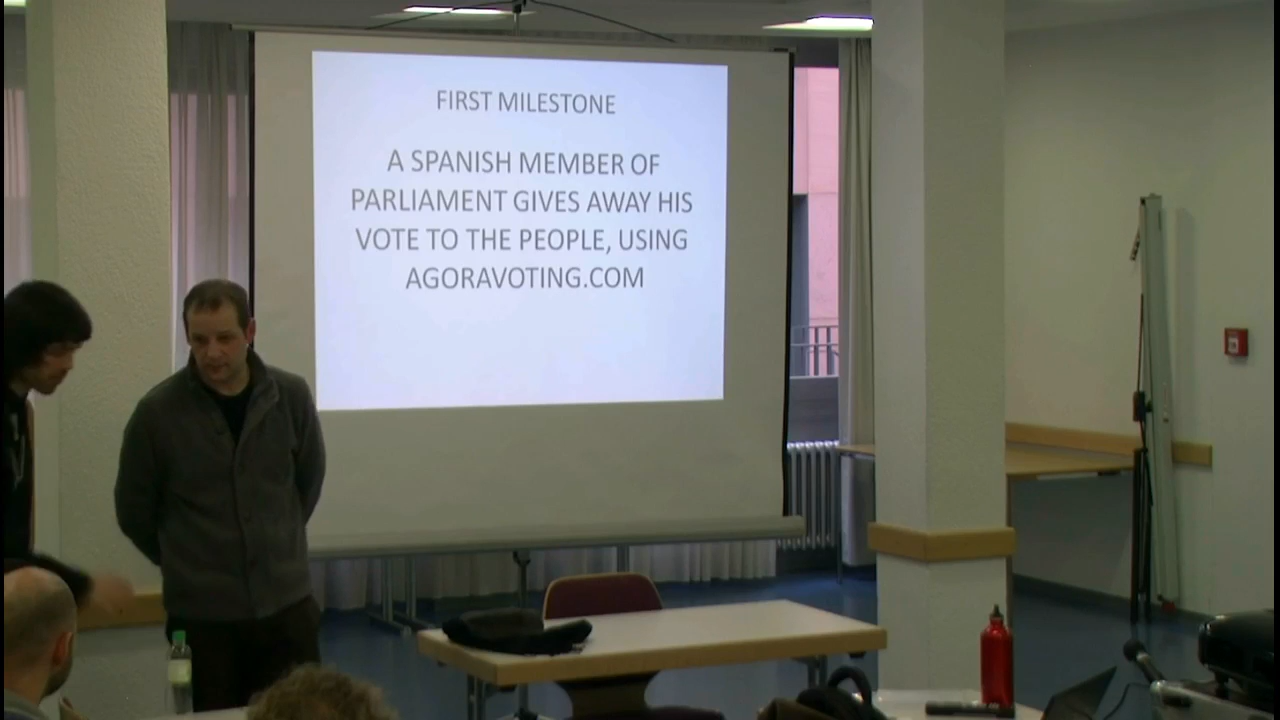 FIRST MILESTONE
A SPANISH MEMBER OF
PARLIAMENT GIVES AWAY HIS
VOTE TO THE PEOPLE, USING
AGORAVOTING.COM